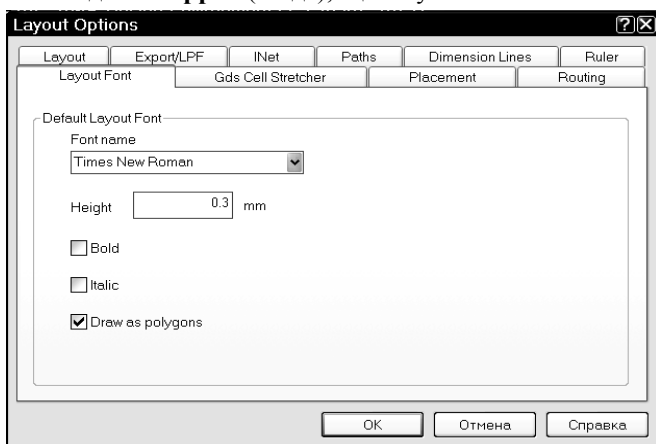 Layout Options
Layout Export/LPF INet Paths Dimension Lines Ruler
Layout Font Gds Cell Stretcher Placement Routing
Default Layout Font
Font name
Times New Roman
Height 0.3 mm
Bold
Italic
Draw as polygons
OK Отмена Справка